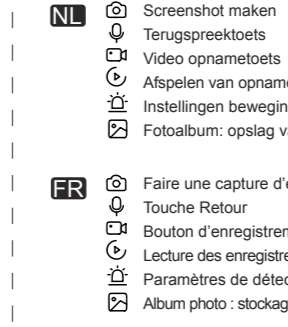 NL
Screenshot maken
Terugspreektoets
Video opnametoets
Afspelen van opname
Instellingen beweging
Fotoalbum: opslag va
FR
Faire une capture d'é
Touche Retour
Bouton d'enregistrem
Lecture des enregistre
Paramètres de détec
Album photo : stockag